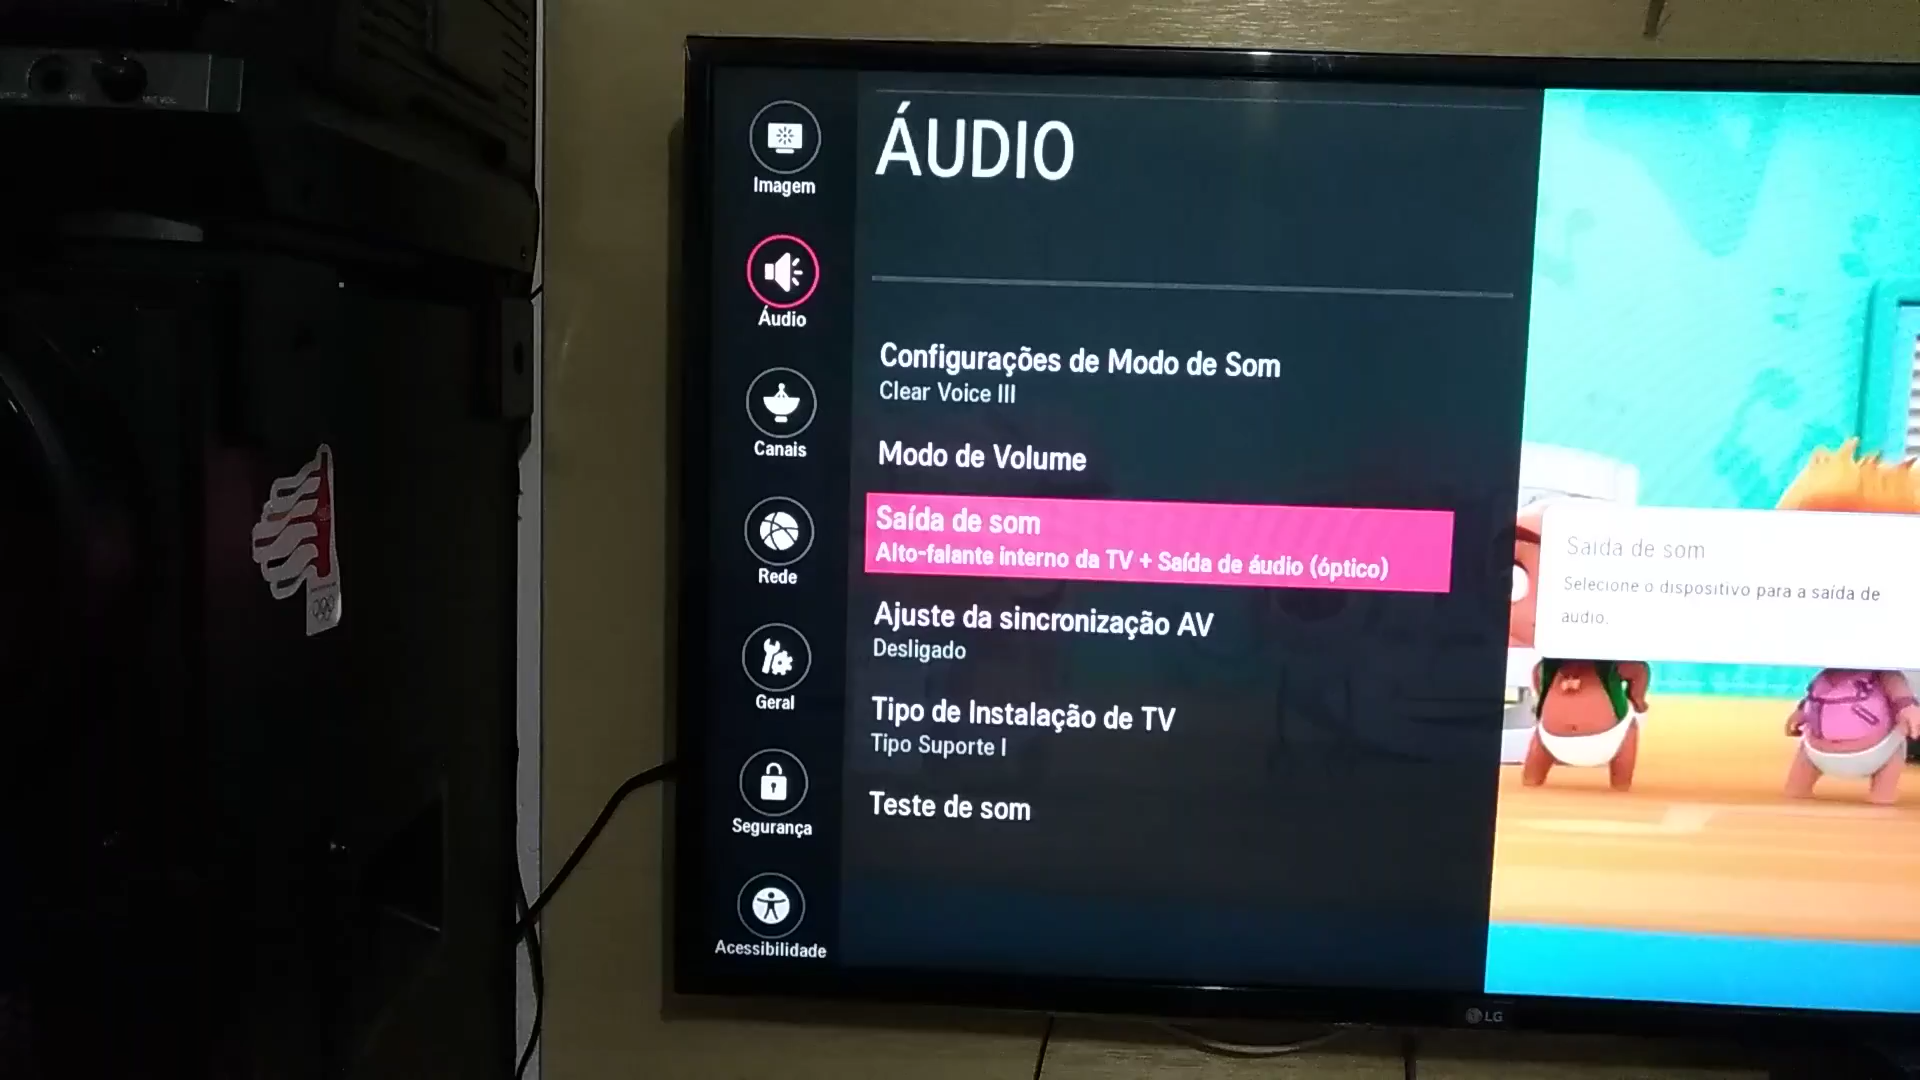 Imagem
Áudio
Canais
Rede
Geral
Segurança
Acessibilidade
ÁUDIO
Configurações de Modo de Som
Clear Voice III
Modo de Volume
Saída de som
Alto-falante interno da TV + Saída de áudio (óptico)
Ajuste da sincronização AV
Desligado
Tipo de Instalação de TV
Tipo Suporte I
Teste de som
Saída de som
Selecione o dispositivo para a saída de
áudio.
LG